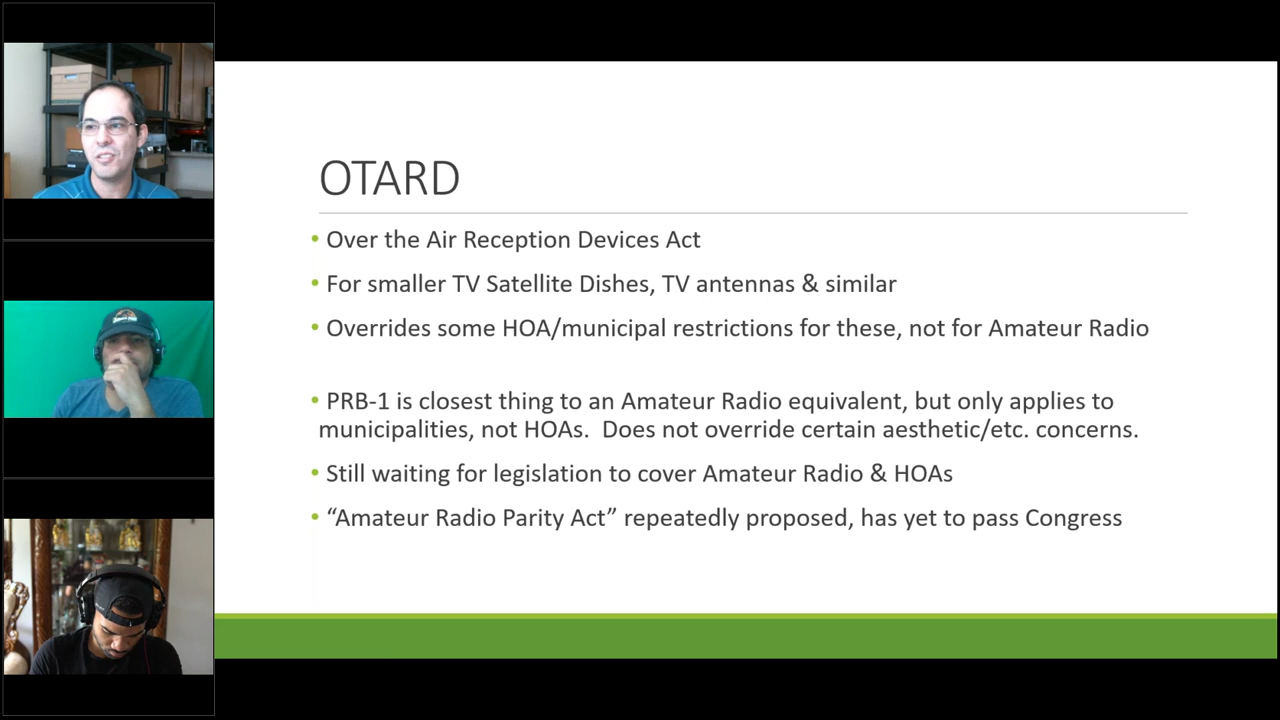 OTARD
• Over the Air Reception Devices Act
• For smaller TV Satellite Dishes, TV antennas & similar
• Overrides some HOA/municipal restrictions for these, not for Amateur Radio
• PRB-1 is closest thing to an Amateur Radio equivalent, but only applies to
municipalities, not HOAs.  Does not override certain aesthetic/etc. concerns.
• Still waiting for legislation to cover Amateur Radio & HOAs
• “Amateur Radio Parity Act” repeatedly proposed, has yet to pass Congress